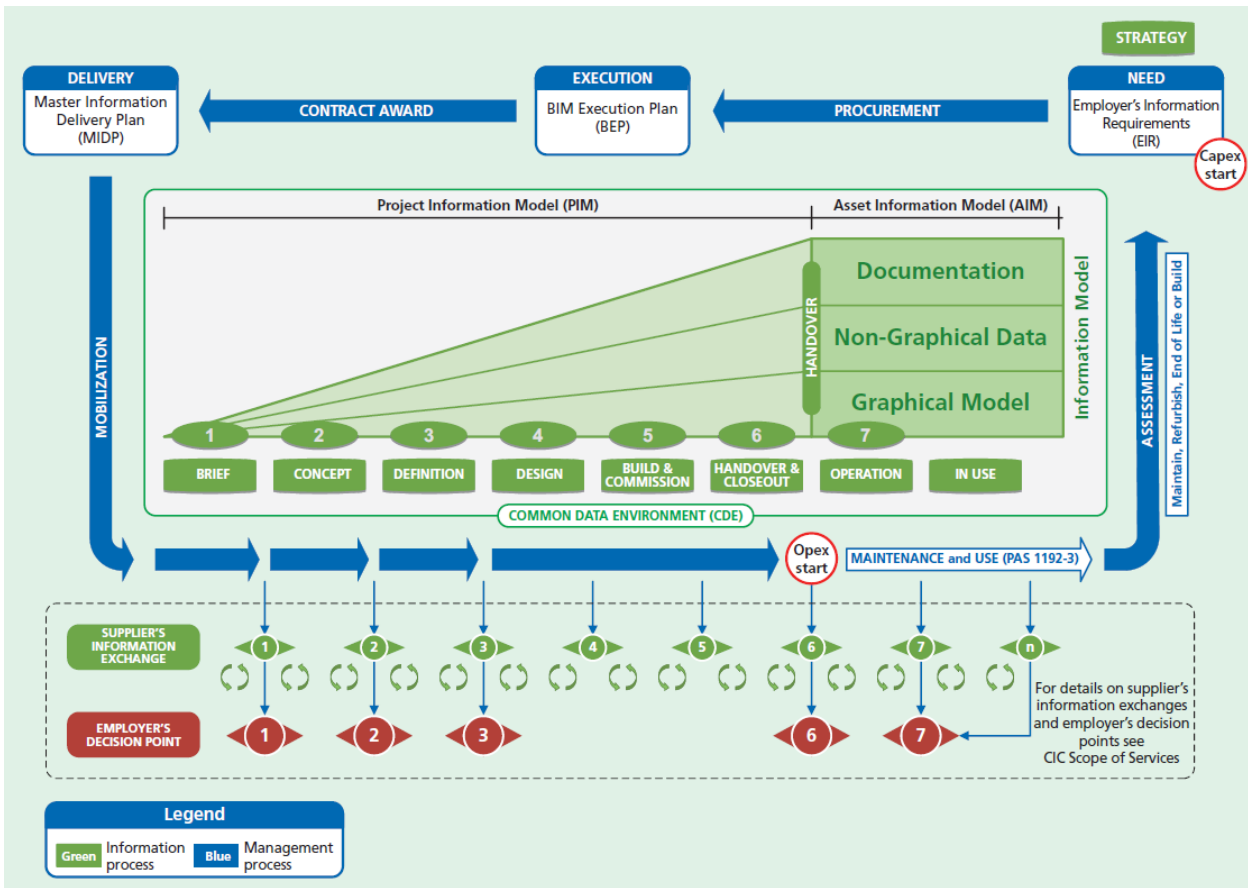 STRATEGY
DELIVERY
Master Information
Delivery Plan
(MIDP)
CONTRACT AWARD
EXECUTION
BIM Execution Plan
(BEP)
PROCUREMENT
NEED
Employer's Information
Requirements
(EIR)
Capex
start
Project Information Model (PIM)
Asset Information Model (AIM)
Documentation
Non-Graphical Data
Graphical Model
HANDOVER
Information Model
MOBILIZATION
ASSESSMENT
Maintain, Refurbish, End of Life or Build
1
2
3
4
5
6
7
BRIEF
CONCEPT
DEFINITION
DESIGN
BUILD &
COMMISSION
HANDOVER &
CLOSEOUT
OPERATION
IN USE
COMMON DATA ENVIRONMENT (CDE)
Opex
start
MAINTENANCE and USE (PAS 1192-3)
SUPPLIER'S
INFORMATION
EXCHANGE
1
2
3
4
5
6
7
n
For details on supplier's
information exchanges
and employer's decision
points see
CIC Scope of Services
EMPLOYER'S
DECISION POINT
1
2
3
6
7
Legend
Green
Information
process
Blue
Management
process